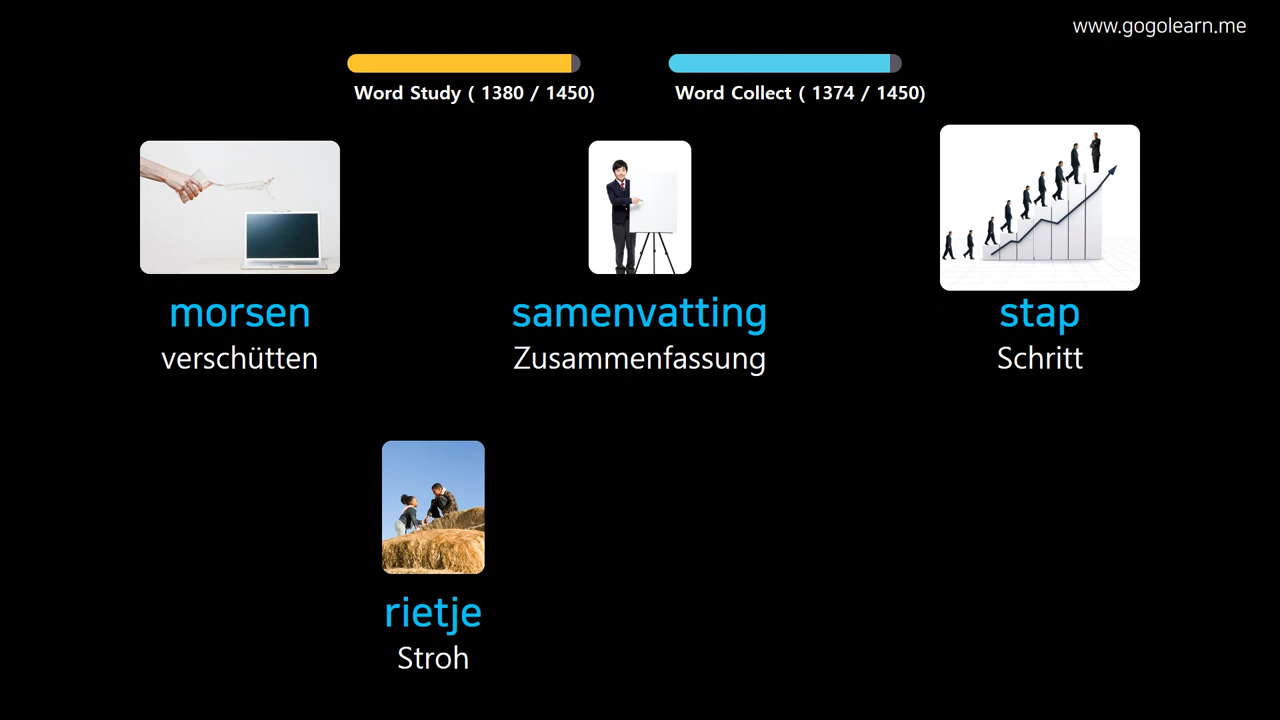 www.gogolearn.me
Word Study ( 1380 / 1450)
Word Collect ( 1374 / 1450)
morsen
verschütten
samenvatting
Zusammenfassung
stap
Schritt
rietje
Stroh